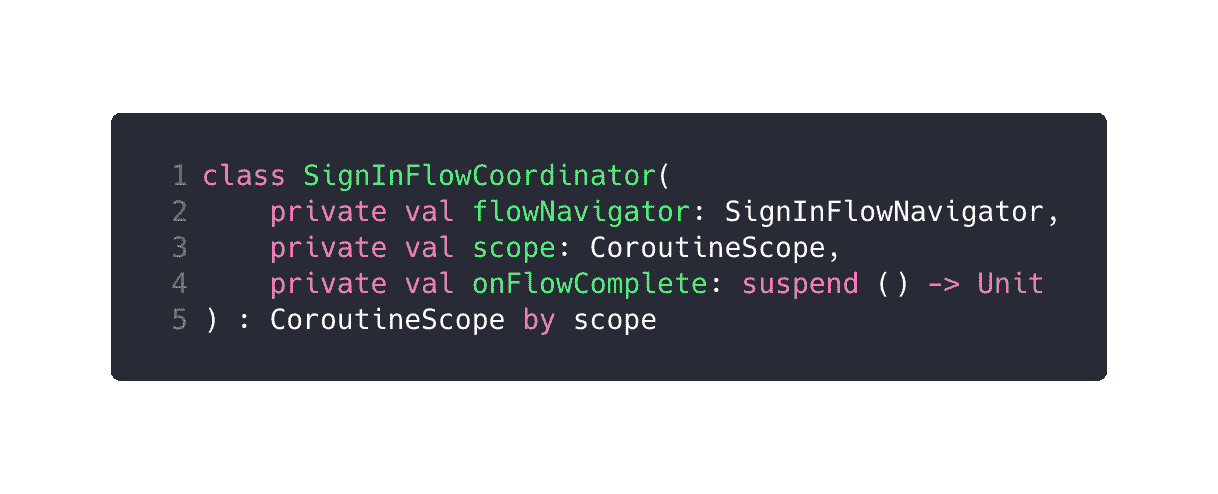 1 class SignInFlowCoordinator(
2     private val flowNavigator: SignInFlowNavigator,
3     private val scope: CoroutineScope,
4     private val onFlowComplete: suspend () -> Unit
5 ) : CoroutineScope by scope